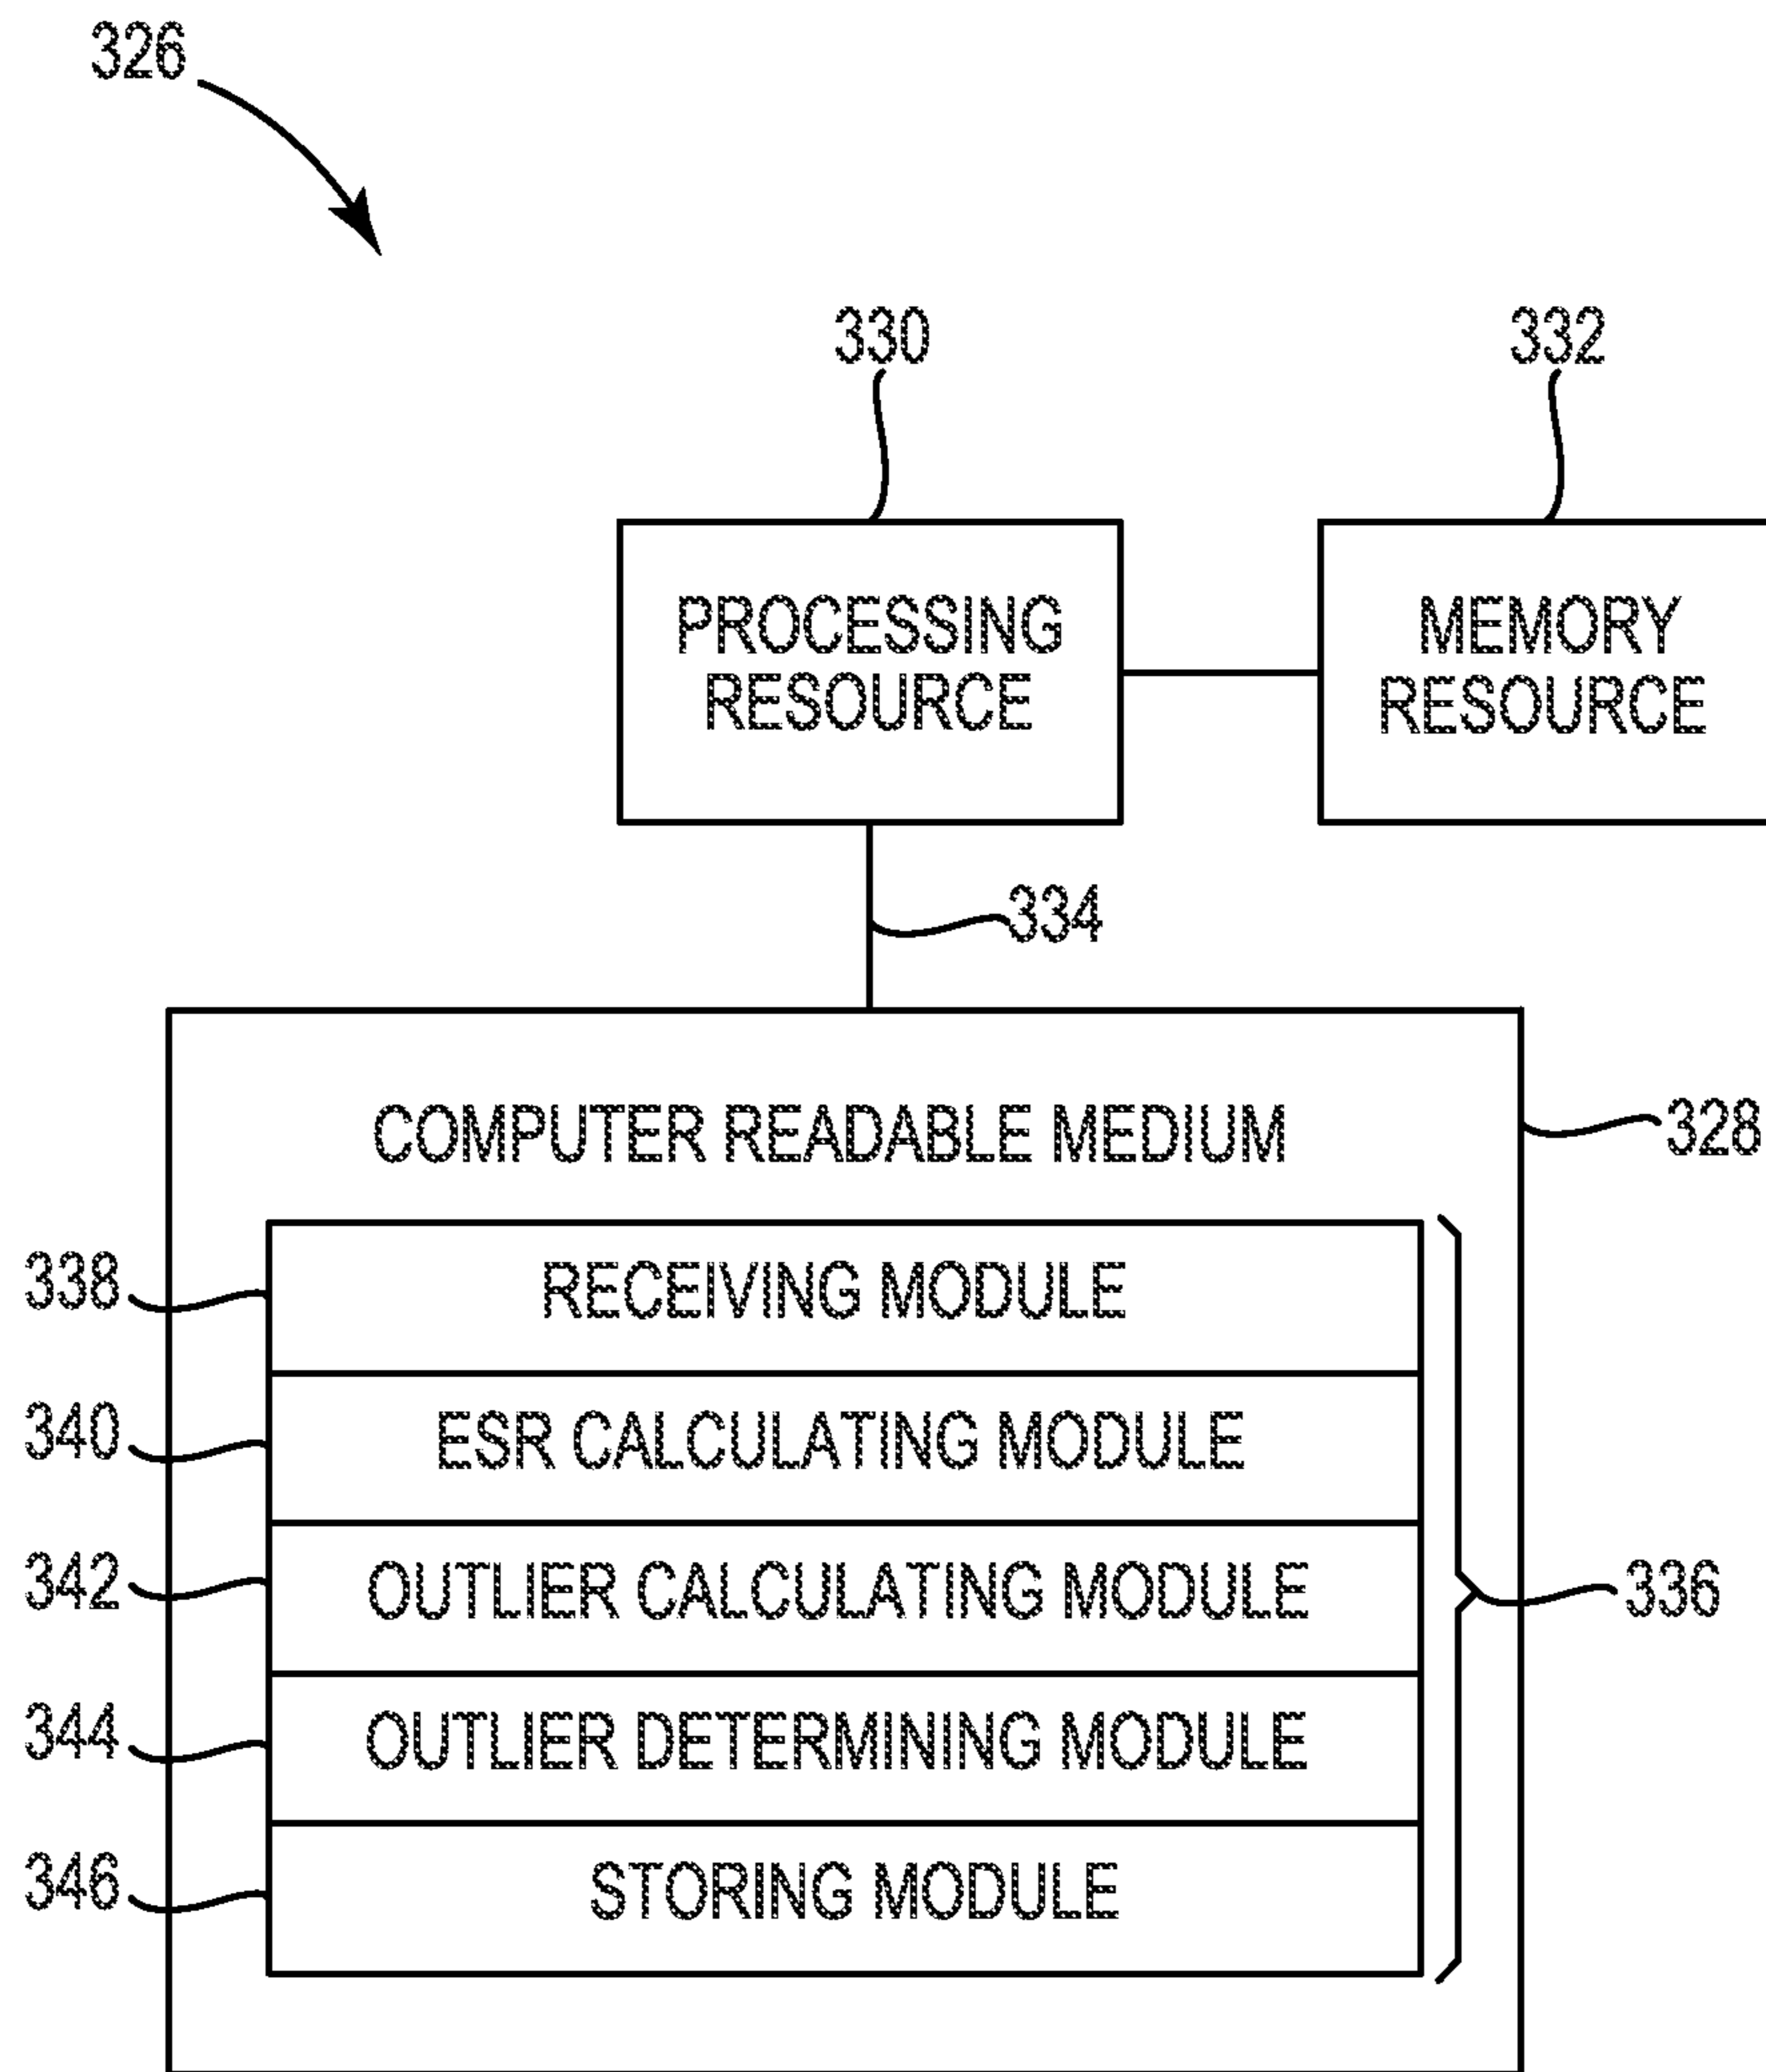 326
330
332
PROCESSING
RESOURCE
MEMORY
RESOURCE
334
COMPUTER READABLE MEDIUM
328
338
RECEIVING MODULE
340
ESR CALCULATING MODULE
342
OUTLIER CALCULATING MODULE
336
344
OUTLIER DETERMINING MODULE
346
STORING MODULE